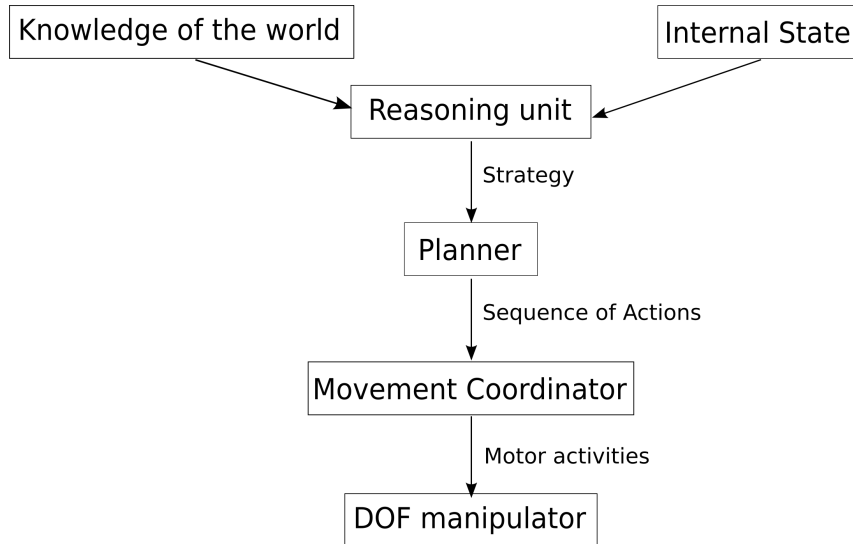 Knowledge of the world
Internal State
Reasoning unit
Strategy
Planner
Sequence of Actions
Movement Coordinator
Motor activities
DOF manipulator